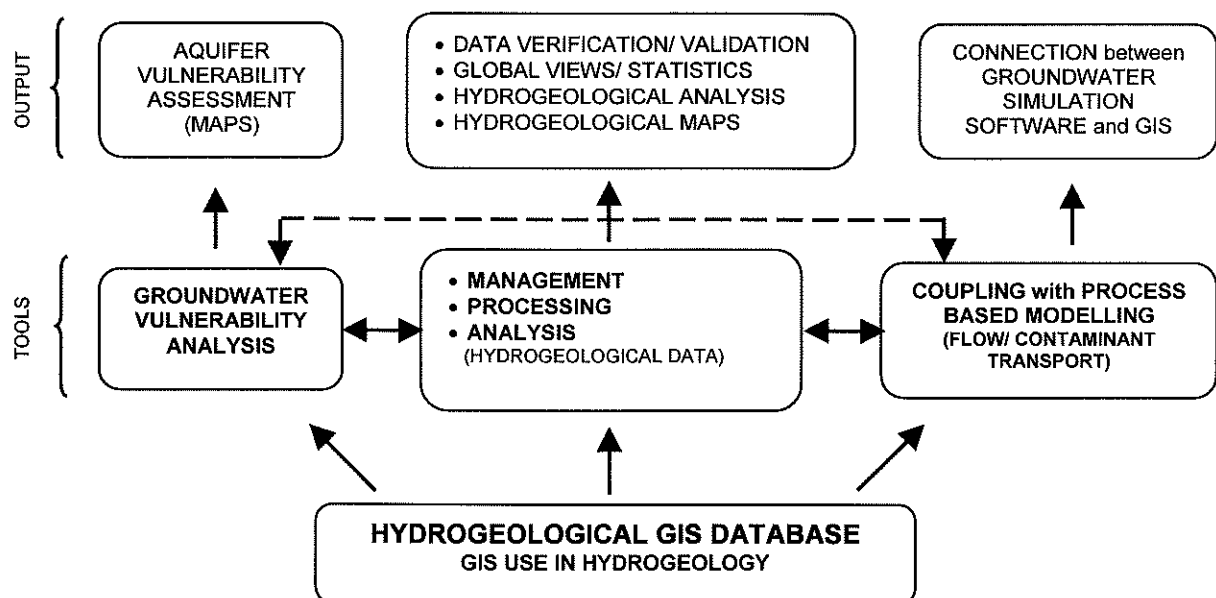 OUTPUT
AQUIFER
VULNERABILITY
ASSESSMENT
(MAPS)
• DATA VERIFICATION/ VALIDATION
• GLOBAL VIEWS/ STATISTICS
• HYDROGEOLOGICAL ANALYSIS
• HYDROGEOLOGICAL MAPS
CONNECTION between
GROUNDWATER
SIMULATION
SOFTWARE and GIS
TOOLS
GROUNDWATER
VULNERABILITY
ANALYSIS
• MANAGEMENT
• PROCESSING
• ANALYSIS
(HYDROGEOLOGICAL DATA)
COUPLING with PROCESS
BASED MODELLING
(FLOW/ CONTAMINANT
TRANSPORT)
HYDROGEOLOGICAL GIS DATABASE
GIS USE IN HYDROGEOLOGY